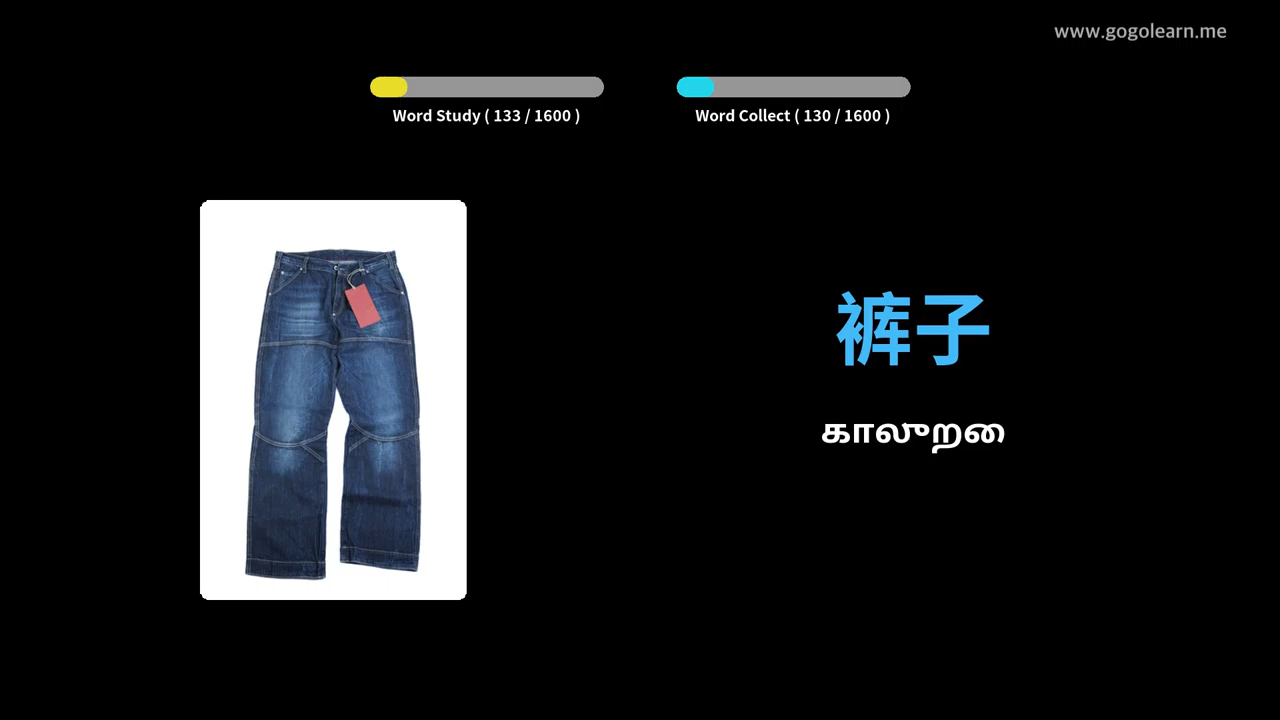 www.gogolearn.me
Word Study ( 133 / 1600 )
Word Collect ( 130 / 1600 )
裤子
காலுறை